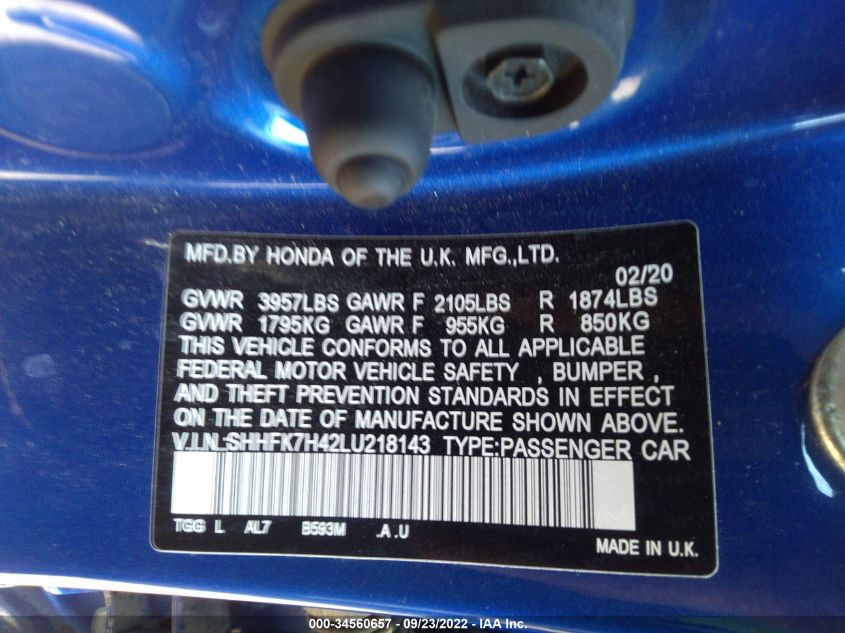 MFD.BY HONDA OF THE U.K. MFG.,LTD.
02/20
GVWR 3957LBS GAWR F 2105LBS R 1874LBS
GVWR 1795KG GAWR F 955KG R 850KG
THIS VEHICLE CONFORMS TO ALL APPLICABLE
FEDERAL MOTOR VEHICLE SAFETY , BUMPER ,
AND THEFT PREVENTION STANDARDS IN EFFECT
ON THE DATE OF MANUFACTURE SHOWN ABOVE.
V.I.N.:SHHFK7H42LU218143 TYPE:PASSENGER CAR
TGG L AL7 B593M .A .U
MADE IN U.K.
000-34560657 - 09/23/2022 - IAA Inc.